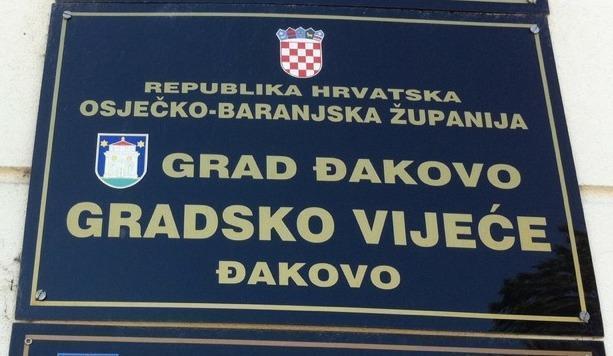 REPUBLIKA HRVATSKA
OSJEČKO-BARANJSKA ŽUPANIJA
GRAD ĐAKOVO
GRADSKO VIJEĆE
ĐAKOVO